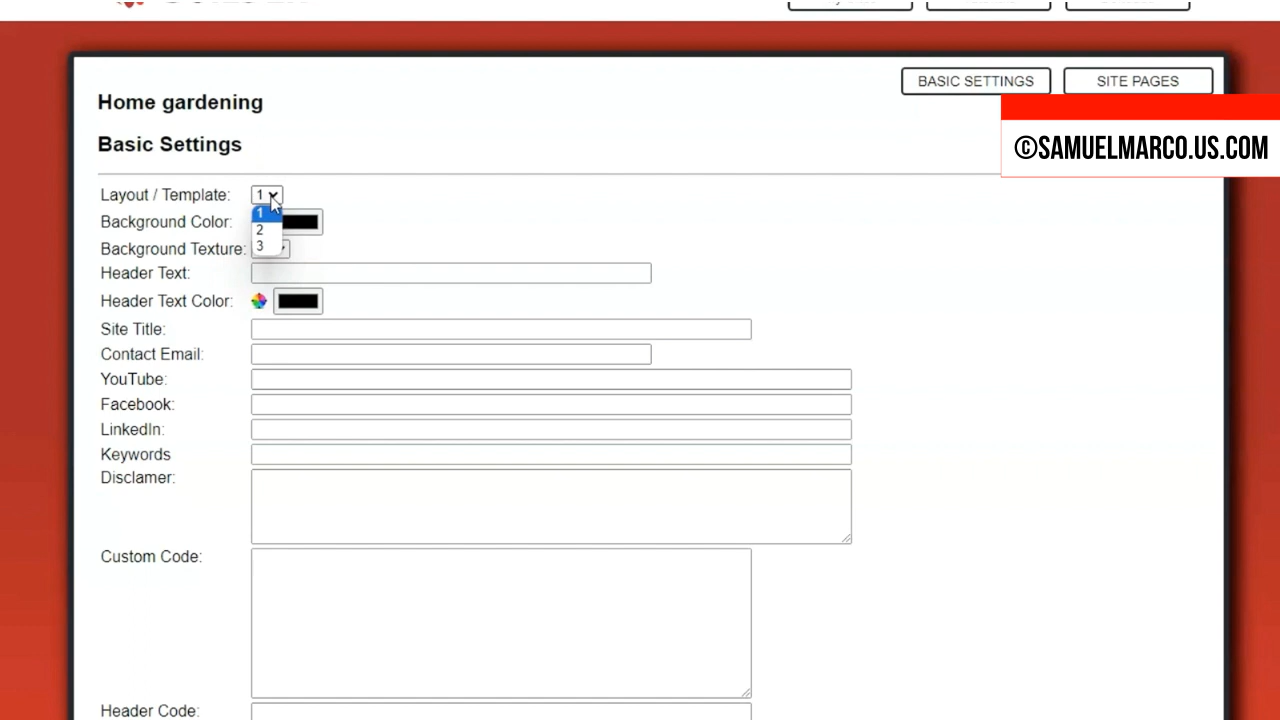 BASIC SETTINGS
SITE PAGES
Home gardening
©SAMUELMARCO.US.COM
Basic Settings
Layout / Template: 1
1
2
3
Background Color:
Background Texture:
Header Text:
Header Text Color:
Site Title:
Contact Email:
YouTube:
Facebook:
LinkedIn:
Keywords
Disclamer:
Custom Code:
Header Code: